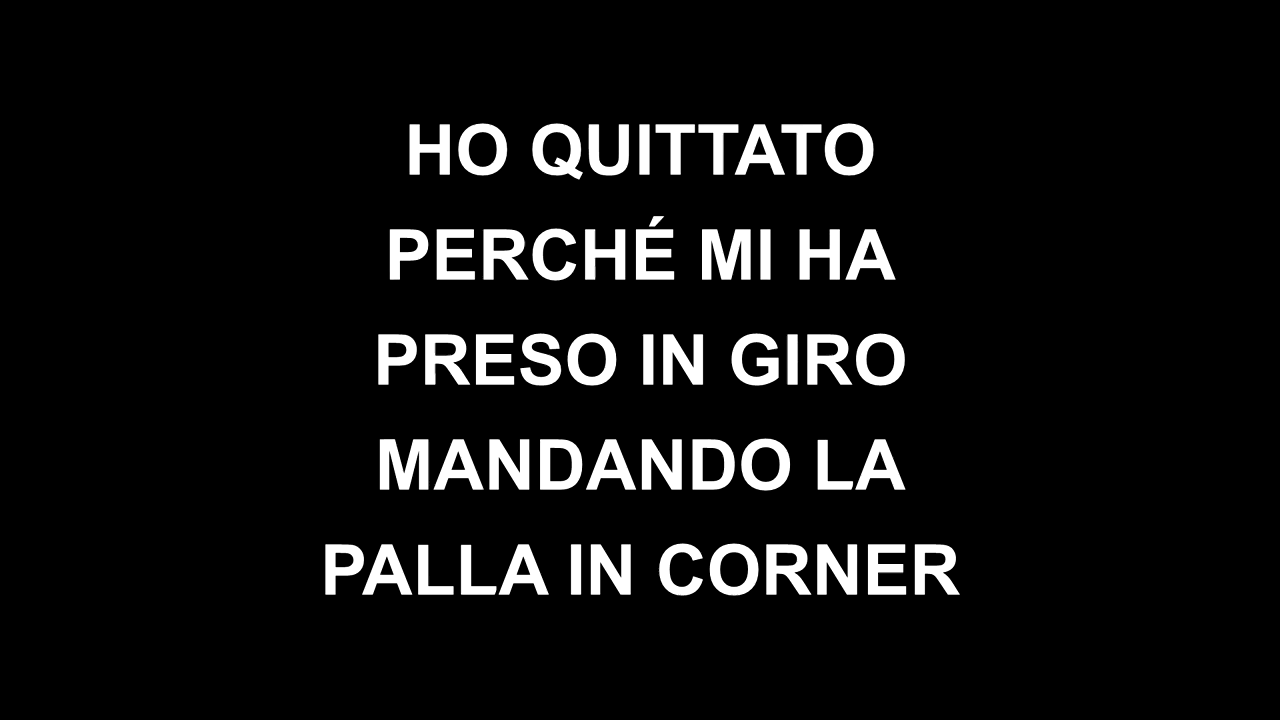 HO QUITTATO
PERCHÉ MI HA
PRESO IN GIRO
MANDANDO LA
PALLA IN CORNER